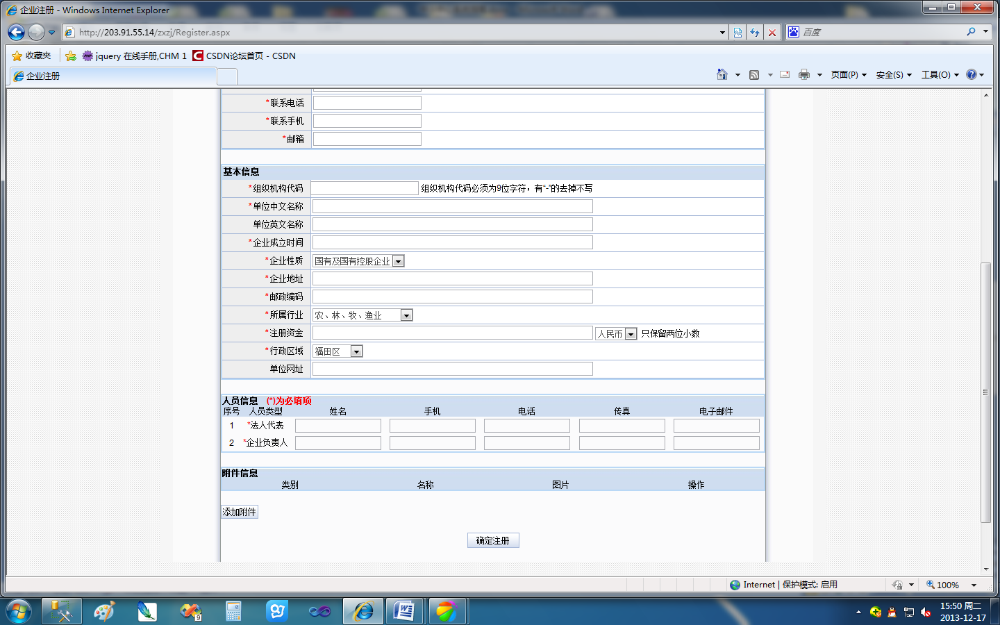 企业注册 - Windows Internet Explorer
http://203.91.55.14/zxzj/Register.aspx
百度
收藏夹 jquery 在线手册,CHM 1 CSDN论坛首页 - CSDN
企业注册
页面(P) 安全(S) 工具(O)
*联系电话
*联系手机
*邮箱
基本信息
*组织机构代码 组织机构代码必须为9位字符，有“-”的去掉不写
*单位中文名称
单位英文名称
*企业成立时间
*企业性质 国有及国有控股企业
*企业地址
*邮政编码
*所属行业 农、林、牧、渔业
*注册资金 人民币 只保留两位小数
*行政区域 福田区
单位网址
人员信息 (*)为必填项
序号 人员类型 姓名 手机 电话 传真 电子邮件
1 *法人代表
2 *企业负责人
附件信息
类别 名称 图片 操作
添加附件
确定注册
Internet | 保护模式: 启用 100%
15:50 周二
2013-12-17